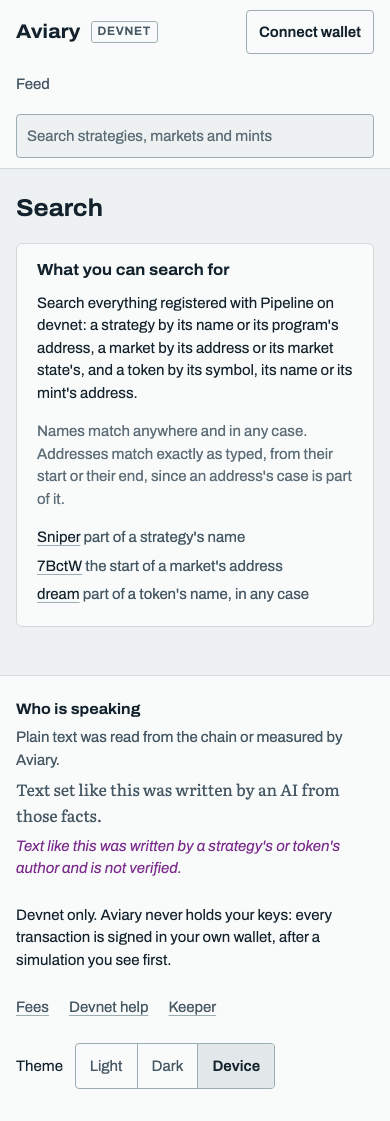 Aviary DEVNET Connect wallet
Feed
Search strategies, markets and mints
Search
What you can search for
Search everything registered with Pipeline on
devnet: a strategy by its name or its program's
address, a market by its address or its market
state's, and a token by its symbol, its name or its
mint's address.
Names match anywhere and in any case.
Addresses match exactly as typed, from their
start or their end, since an address's case is part
of it.
Sniper part of a strategy's name
7BctW the start of a market's address
dream part of a token's name, in any case
Who is speaking
Plain text was read from the chain or measured by
Aviary.
Text set like this was written by an AI from
those facts.
Text like this was written by a strategy's or token's
author and is not verified.
Devnet only. Aviary never holds your keys: every
transaction is signed in your own wallet, after a
simulation you see first.
Fees Devnet help Keeper
Theme Light Dark Device